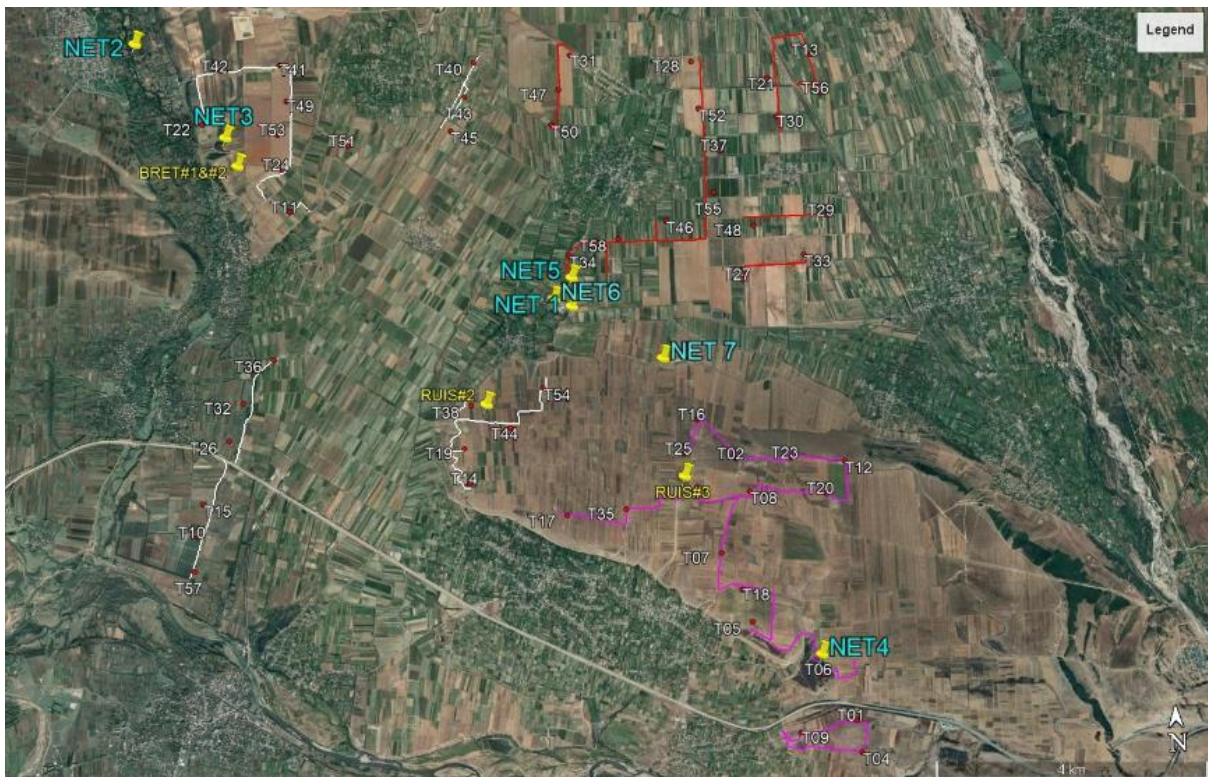 Legend
NET2
T42
T41
T40
T31
T28
T13
T21
T56
T47
T49
T43
T52
T30
T22
NET3
T53
T45
T50
T51
T37
BRET#1&#2
T24
T11
T55
T29
T46
T48
T58
T34
T33
NET5
T27
NET6
NET 1
NET 7
T36
RUIS#2
T54
T32
T38
T16
T44
T26
T25
T19
T02
T23
T12
T14
RUIS#3
T08
T20
T15
T17
T35
T10
T07
T57
T18
T05
NET4
T06
T01
T09
T04
N
4 km